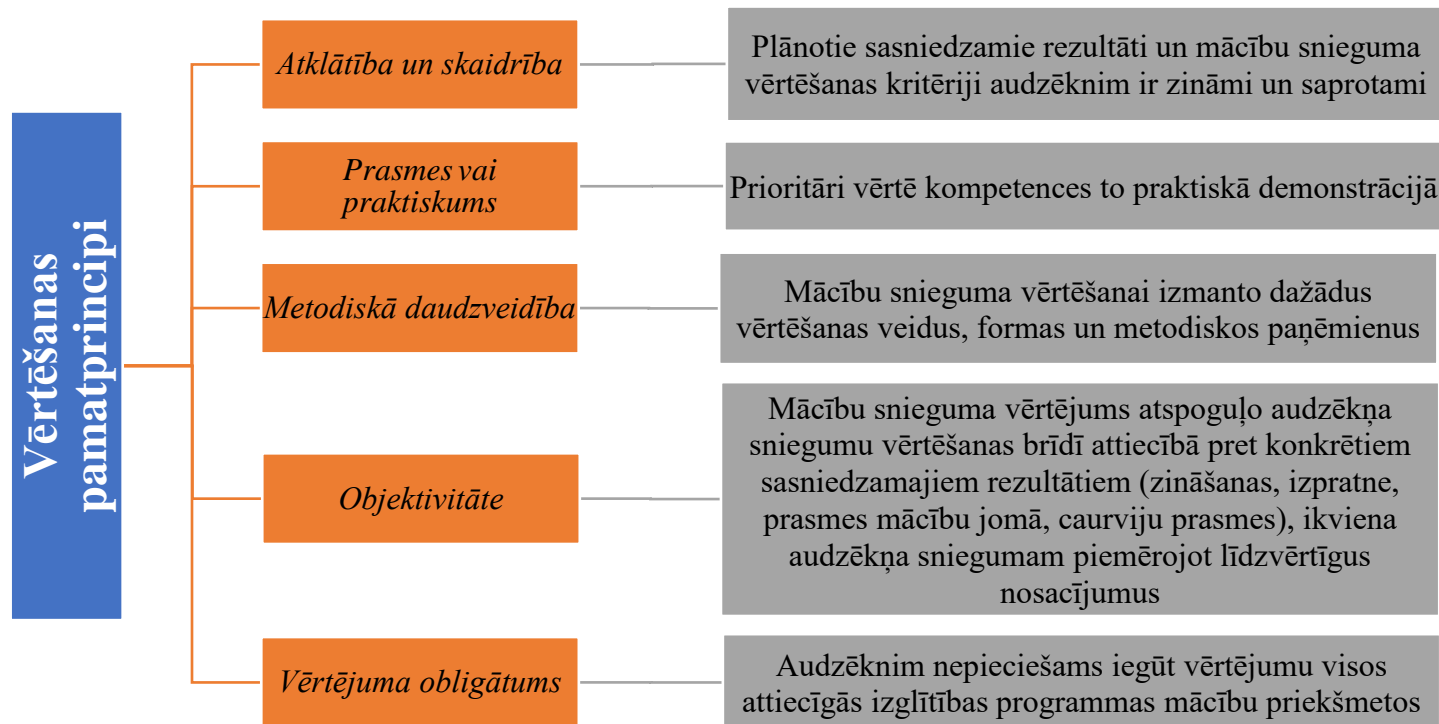 Vērtēšanas
pamatprincipi
Atklātība un skaidrība
Plānotie sasniedzamie rezultāti un mācību snieguma
vērtēšanas kritēriji audzēknim ir zināmi un saprotami
Prasmes vai
praktiskums
Prioritāri vērtē kompetences to praktiskā demonstrācijā
Metodiskā daudzveidība
Mācību snieguma vērtēšanai izmanto dažādus
vērtēšanas veidus, formas un metodiskos paņēmienus
Objektivitāte
Mācību snieguma vērtējums atspoguļo audzēkņa
sniegumu vērtēšanas brīdī attiecībā pret konkrētiem
sasniedzamajiem rezultātiem (zināšanas, izpratne,
prasmes mācību jomā, caurviju prasmes), ikviena
audzēkņa sniegumam piemērojot līdzvērtīgus
nosacījumus
Vērtējuma obligātums
Audzēknim nepieciešams iegūt vērtējumu visos
attiecīgās izglītības programmas mācību priekšmetos